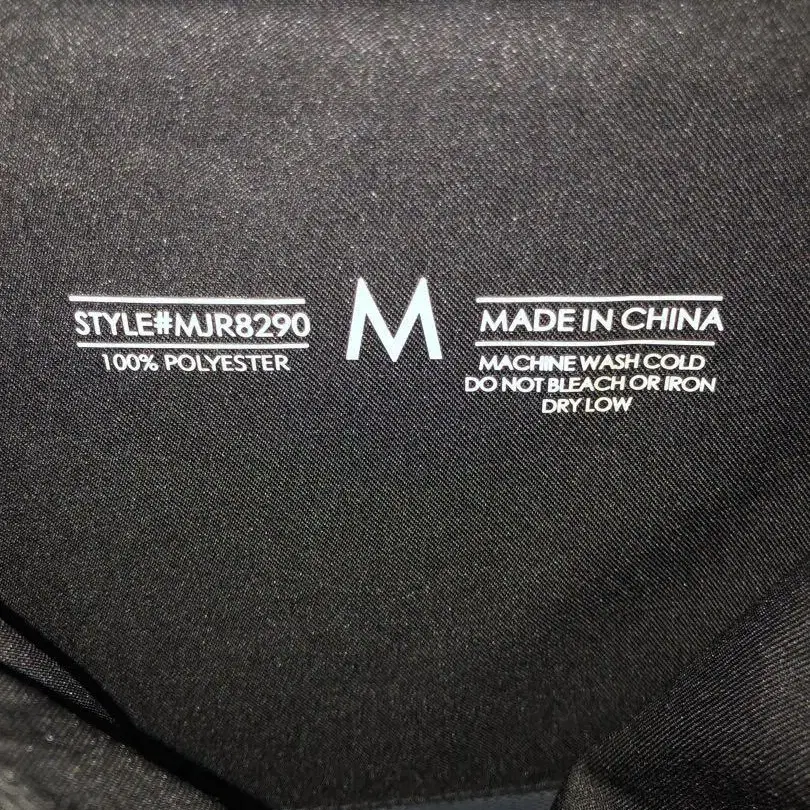 STYLE#MJR8290
100% POLYESTER
M
MADE IN CHINA
MACHINE WASH COLD
DO NOT BLEACH OR IRON
DRY LOW